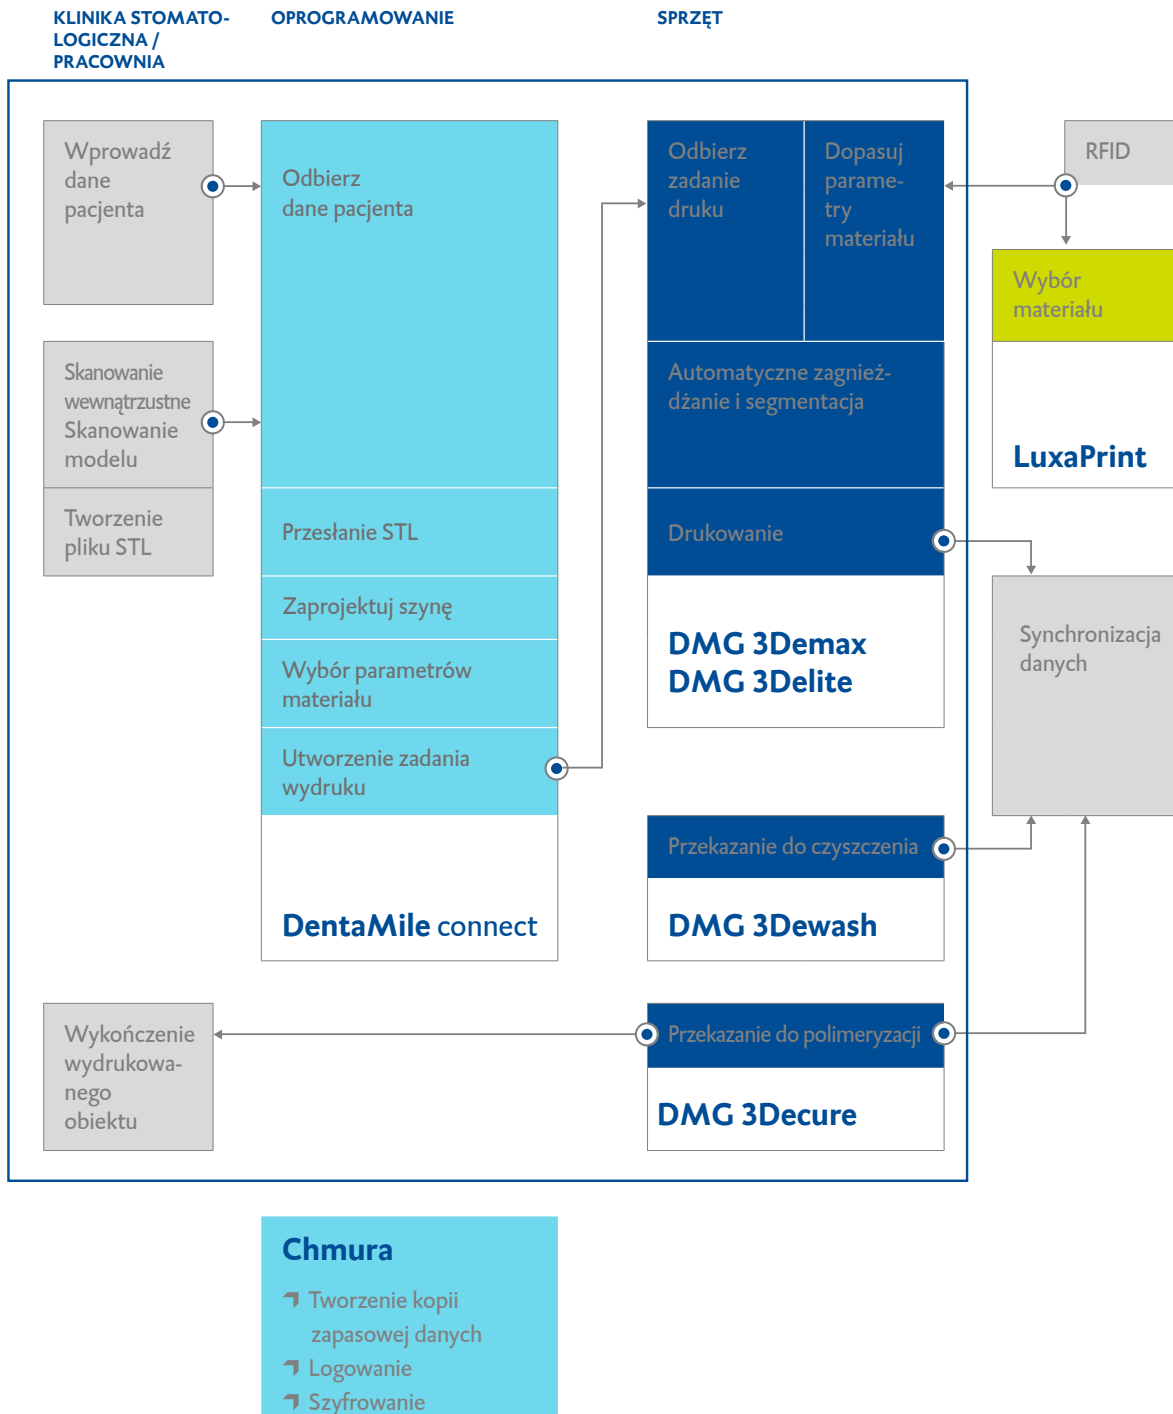 KLINIKA STOMATO-
LOGICZNA /
PRACOWNIA
OPROGRAMOWANIE
SPRZĘT
Wprowadź
dane
pacjenta
Skanowanie
wewnątrzustne
Skanowanie
modelu
Tworzenie
pliku STL
Odbierz
dane pacjenta
Przesłanie STL
Zaprojektuj szynę
Wybór parametrów
materiału
Utworzenie zadania
wydruku
DentaMile connect
Odbierz
zadanie
druku
Dopasuj
parame-
try
materiału
Automatyczne zagnież-
dżanie i segmentacja
Drukowanie
DMG 3Demax
DMG 3Delite
RFID
Wybór
materiału
LuxaPrint
Synchronizacja
danych
Przekazanie do czyszczenia
DMG 3Dewash
Wykończenie
wydrukowa-
nego
obiektu
Przekazanie do polimeryzacji
DMG 3Decure
Chmura
Tworzenie kopii
zapasowej danych
Logowanie
Szyfrowanie